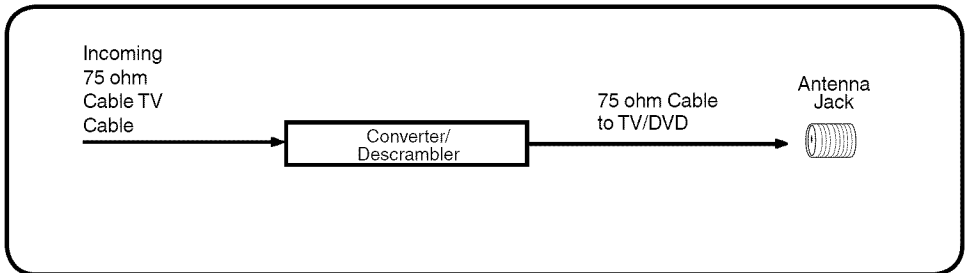 Incoming
75 ohm
Cable TV
Cable
Converter/
Descrambler
75 ohm Cable
to TV/DVD
Antenna
Jack